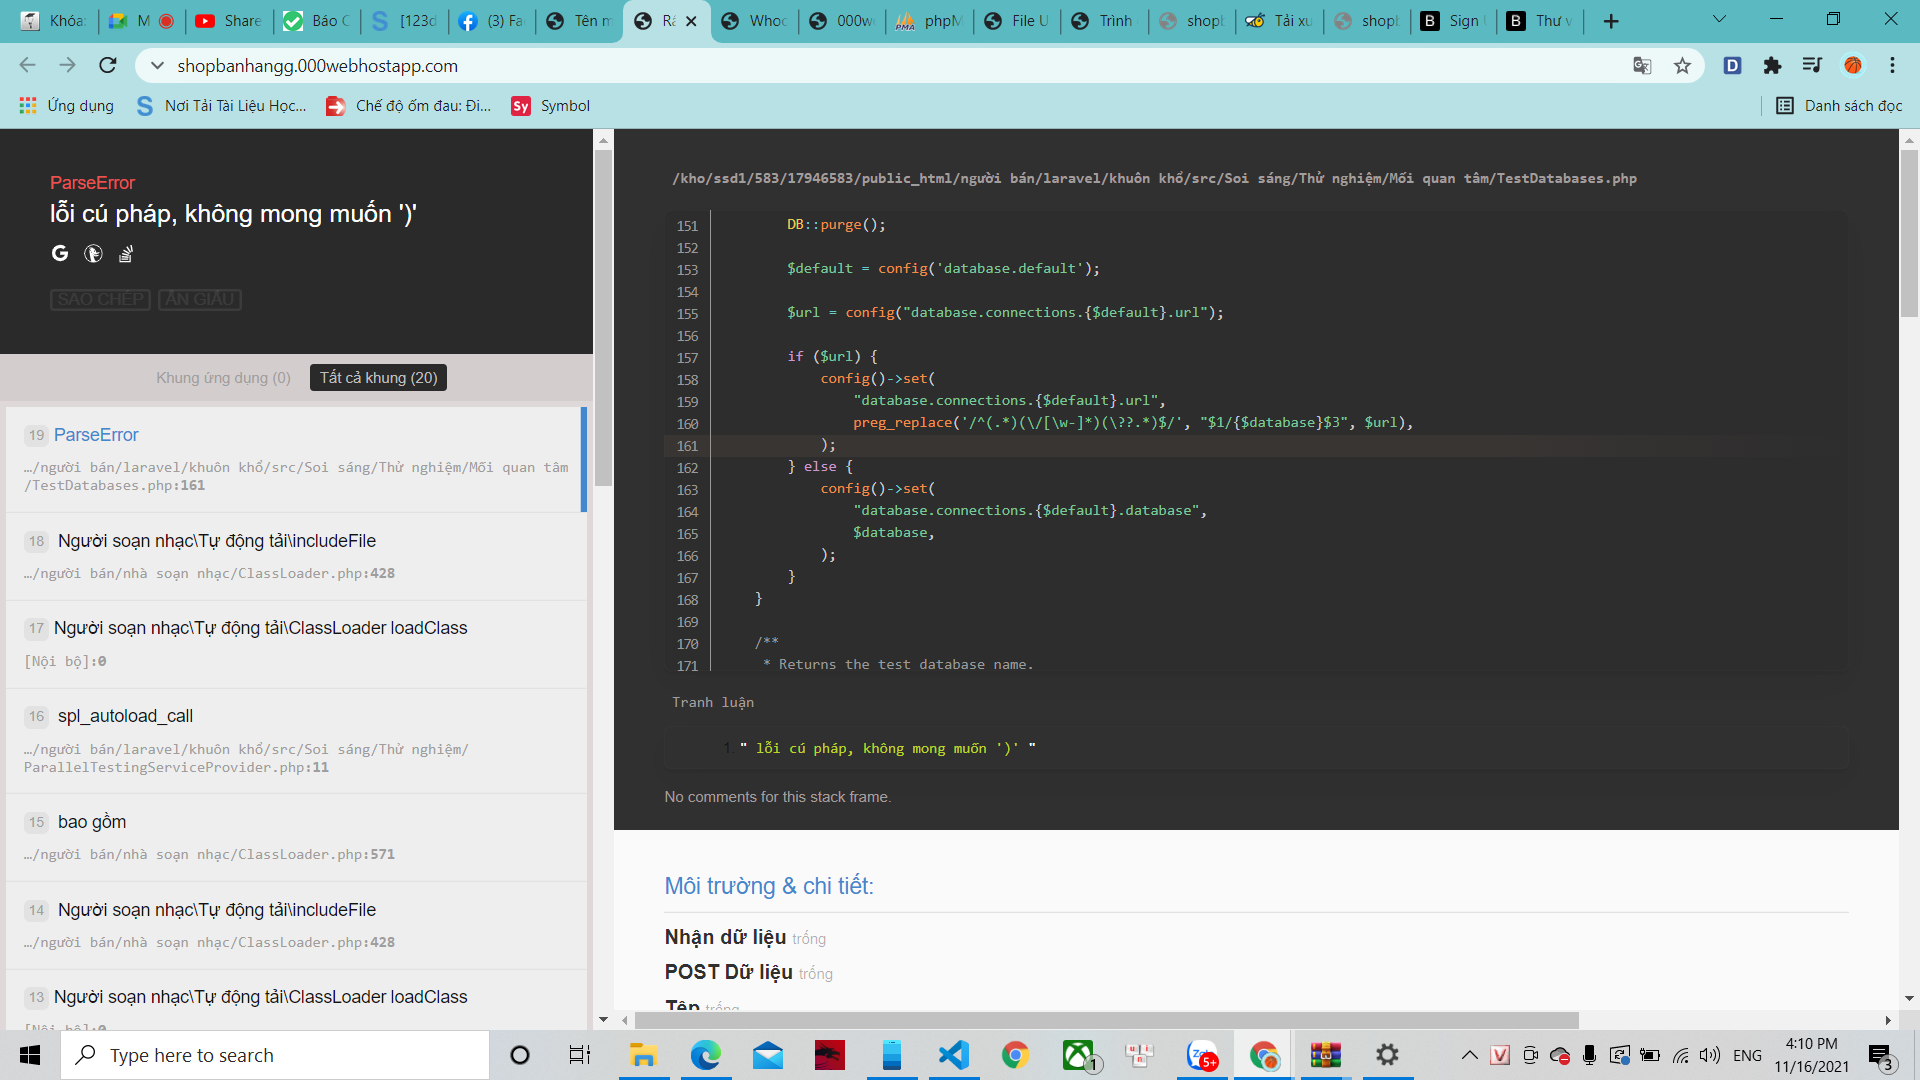 Khóa:
M
Share
Báo C
[123d
(3) Fa
Tên m
Rấ
Whoo
000we
phpM
File U
Trình
shopb
Tải xu
shopb
Sign I
Thư v
shopbanhangg.000webhostapp.com
Ứng dụng
Nơi Tải Tài Liệu Học...
Chế độ ốm đau: Đi...
Sy
Symbol
Danh sách đọc
ParseError
lỗi cú pháp, không mong muốn ')'
SAO CHÉP
ẨN GIẤU
Khung ứng dụng (0)
Tất cả khung (20)
19 ParseError
…/người bán/laravel/khuôn khổ/src/Soi sáng/Thử nghiệm/Mối quan tâm
/TestDatabases.php:161
18 Người soạn nhạc\Tự động tải\includeFile
…/người bán/nhà soạn nhạc/ClassLoader.php:428
17 Người soạn nhạc\Tự động tải\ClassLoader loadClass
[Nội bộ]:0
16 spl_autoload_call
…/người bán/laravel/khuôn khổ/src/Soi sáng/Thử nghiệm/
ParallelTestingServiceProvider.php:11
15 bao gồm
…/người bán/nhà soạn nhạc/ClassLoader.php:571
14 Người soạn nhạc\Tự động tải\includeFile
…/người bán/nhà soạn nhạc/ClassLoader.php:428
13 Người soạn nhạc\Tự động tải\ClassLoader loadClass
[Nội bộ]:0
/kho/ssd1/583/17946583/public_html/người bán/laravel/khuôn khổ/src/Soi sáng/Thử nghiệm/Mối quan tâm/TestDatabases.php
151 DB::purge();
152
153 $default = config('database.default');
154
155 $url = config("database.connections.{$default}.url");
156
157 if ($url) {
158 config()->set(
159 "database.connections.{$default}.url",
160 preg_replace('/^(.*)(\/[\w-]*)(\??.*)$/', "$1/{$database}$3", $url),
161 );
162 } else {
163 config()->set(
164 "database.connections.{$default}.database",
165 $database,
166 );
167 }
168 }
169
170 /**
171 * Returns the test database name.
Tranh luận
1. " lỗi cú pháp, không mong muốn ')' "
No comments for this stack frame.
Môi trường & chi tiết:
Nhận dữ liệu trống
POST Dữ liệu trống
Tệp trống
Type here to search
1
5+
ENG
4:10 PM
11/16/2021
3